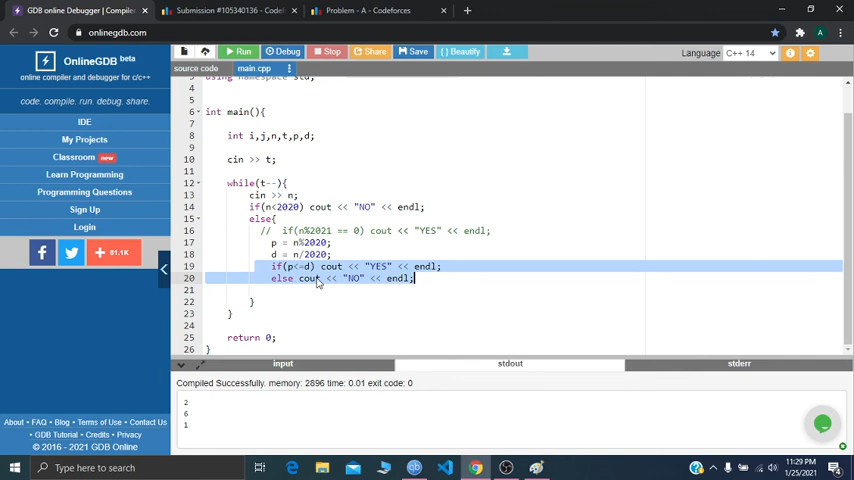 GDB online Debugger | Compiler
Submission #105340136 - Codef
Problem - A - Codeforces
onlinegdb.com
OnlineGDB beta
online compiler and debugger for c/c++
code. compile. run. debug. share.
IDE
My Projects
Classroom new
Learn Programming
Programming Questions
Sign Up
Login
61.1K
About • FAQ • Blog • Terms of Use • Contact Us
• GDB Tutorial • Credits • Privacy
© 2016 - 2021 GDB Online
Run Debug Stop Share Save { } Beautify
Language C++ 14
source code main.cpp
3 using namespace std;
4
5
6 int main(){
7
8 int i,j,n,t,p,d;
9
10 cin >> t;
11
12 while(t--){
13 cin >> n;
14 if(n<2020) cout << "NO" << endl;
15 else{
16 // if(n%2021 == 0) cout << "YES" << endl;
17 p = n%2020;
18 d = n/2020;
19 if(p<=d) cout << "YES" << endl;
20 else cout << "NO" << endl;
21
22 }
23 }
24
25 return 0;
26 }
input stdout stderr
Compiled Successfully. memory: 2896 time: 0.01 exit code: 0
2
6
1
Type here to search
11:29 PM
1/25/2021
4